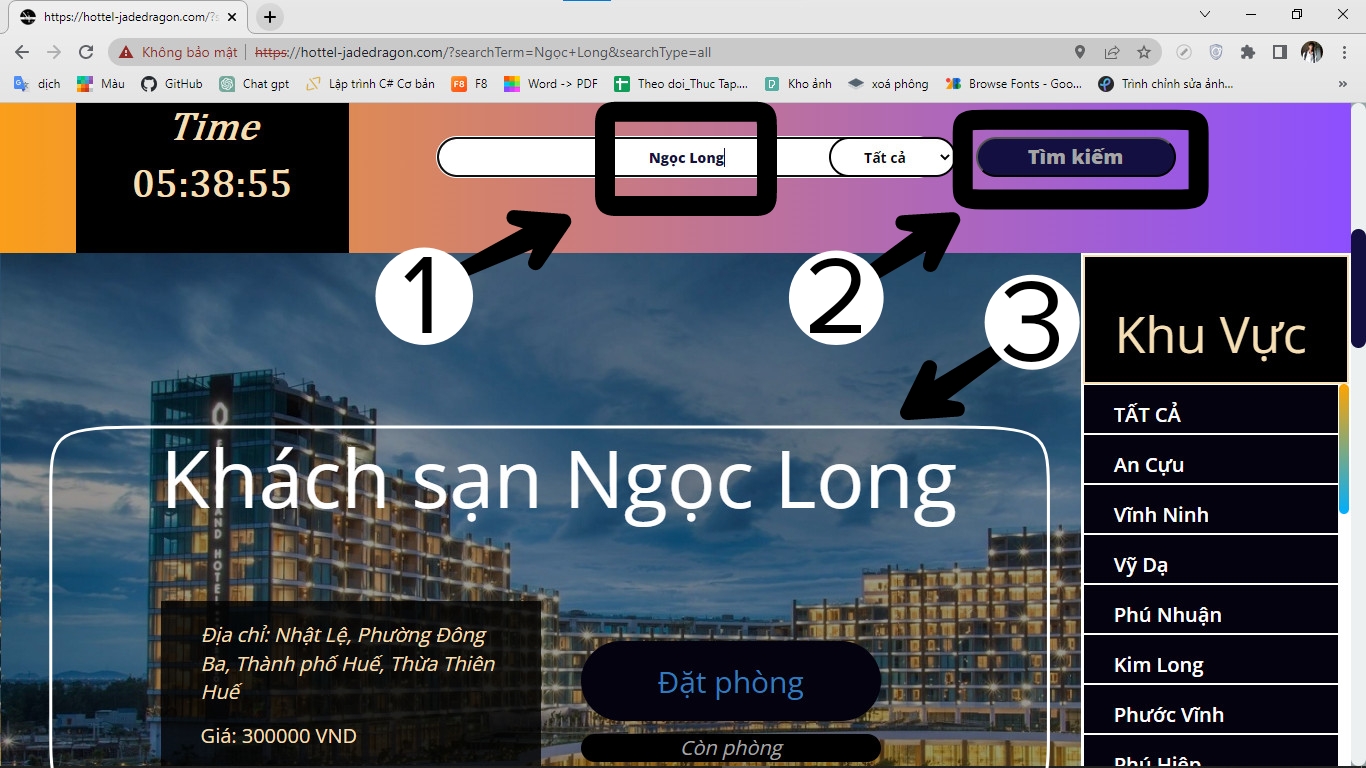 https://hottel-jadedragon.com/?s
Không bảo mật
https://hottel-jadedragon.com/?searchTerm=Ngọc+Long&searchType=all
dịch
Màu
GitHub
Chat gpt
Lập trình C# Cơ bản
F8
F8
Word -> PDF
Theo doi_Thuc Tap....
Kho ảnh
xoá phông
Browse Fonts - Goo...
Trình chỉnh sửa ảnh...
»
Time
05:38:55
Ngọc Long
Tất cả
Tìm kiếm
1
2
3
Khu Vực
TẤT CẢ
An Cựu
Vĩnh Ninh
Vỹ Dạ
Phú Nhuận
Kim Long
Phước Vĩnh
Phú Hiệp
Khách sạn Ngọc Long
Địa chỉ: Nhật Lệ, Phường Đông
Ba, Thành phố Huế, Thừa Thiên
Huế
Giá: 300000 VND
Đặt phòng
Còn phòng